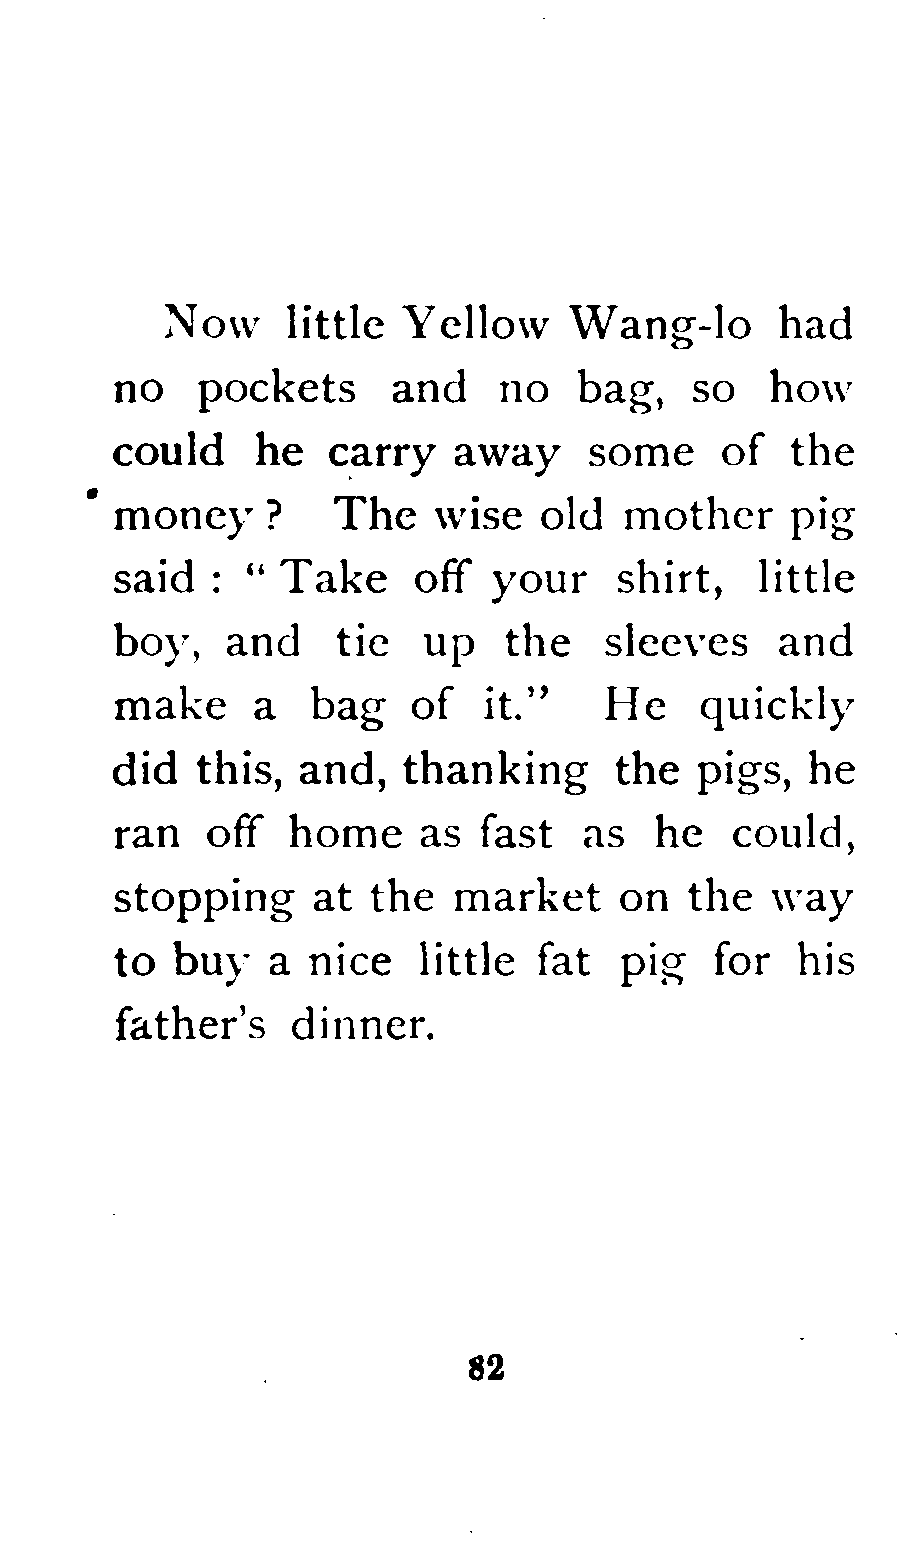 Now little Yellow Wang-lo had
no pockets and no bag, so how
could he carry away some of the
money ? The wise old mother pig
said : “ Take off your shirt, little
boy, and tie up the sleeves and
make a bag of it.” He quickly
did this, and, thanking the pigs, he
ran off home as fast as he could,
stopping at the market on the way
to buy a nice little fat pig for his
father's dinner.
82